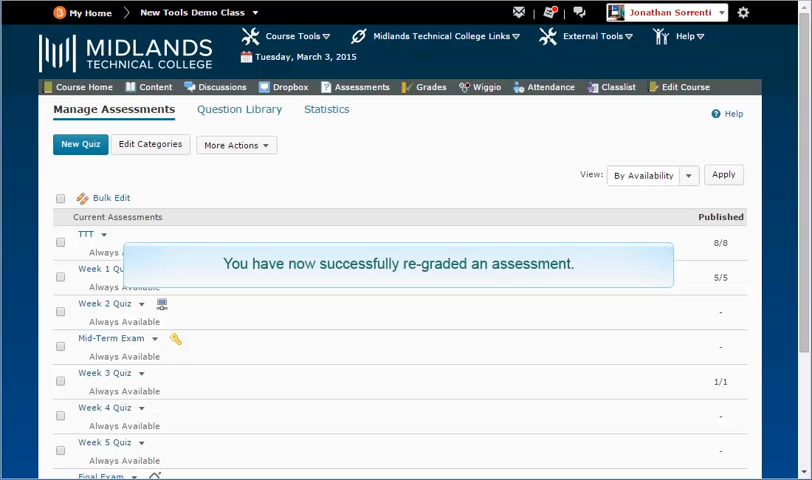 My Home New Tools Demo Class Jonathan Sorrenti
MIDLANDS TECHNICAL COLLEGE
Course Tools Midlands Technical College Links External Tools Help
Tuesday, March 3, 2015
Course Home Content Discussions Dropbox Assessments Grades Wiggio Attendance Classlist Edit Course
Manage Assessments Question Library Statistics Help
New Quiz Edit Categories More Actions
View: By Availability Apply
Bulk Edit
Current Assessments Published
TTT 8/8
Always A
You have now successfully re-graded an assessment.
Week 1 Qu 5/5
Always Available
Week 2 Quiz -
Always Available
Mid-Term Exam -
Always Available
Week 3 Quiz 1/1
Always Available
Week 4 Quiz -
Always Available
Week 5 Quiz -
Always Available
Final Exam